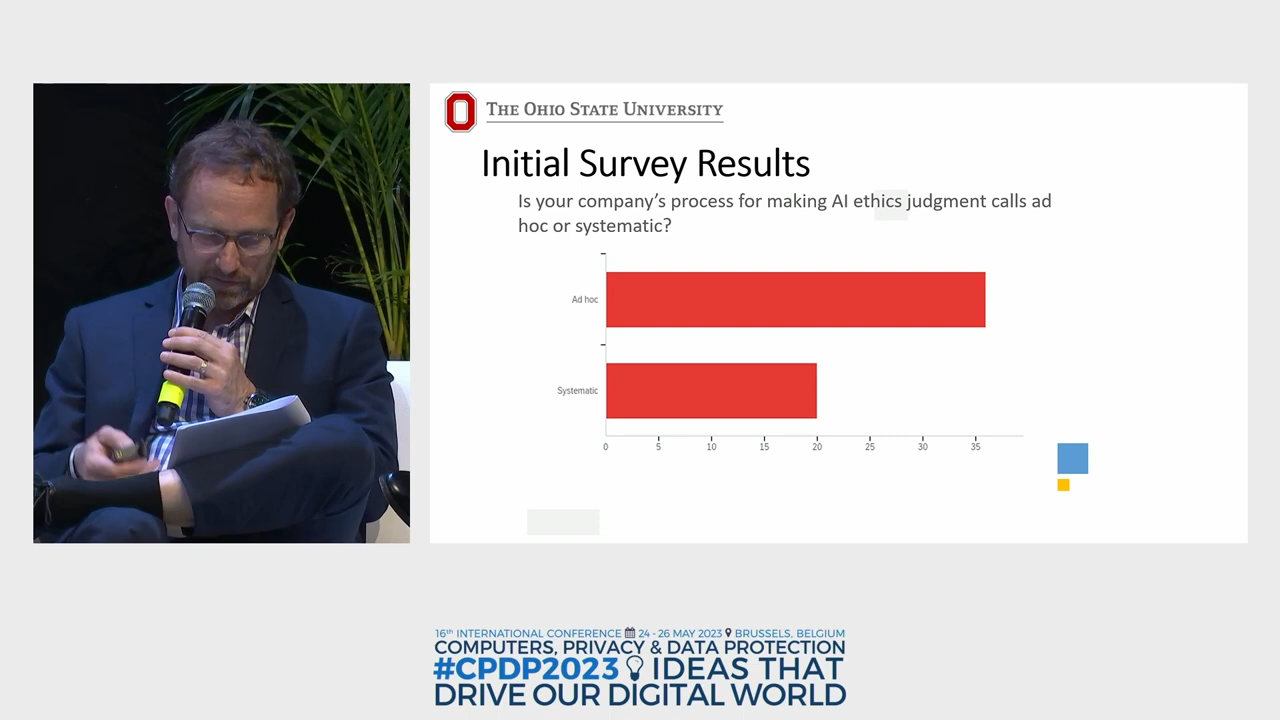 THE OHIO STATE UNIVERSITY
Initial Survey Results
Is your company's process for making AI ethics judgment calls ad
hoc or systematic?
Ad hoc
Systematic
0 5 10 15 20 25 30 35
16th INTERNATIONAL CONFERENCE 24 - 26 MAY 2023 BRUSSELS, BELGIUM
COMPUTERS, PRIVACY & DATA PROTECTION
#CPDP2023 IDEAS THAT
DRIVE OUR DIGITAL WORLD